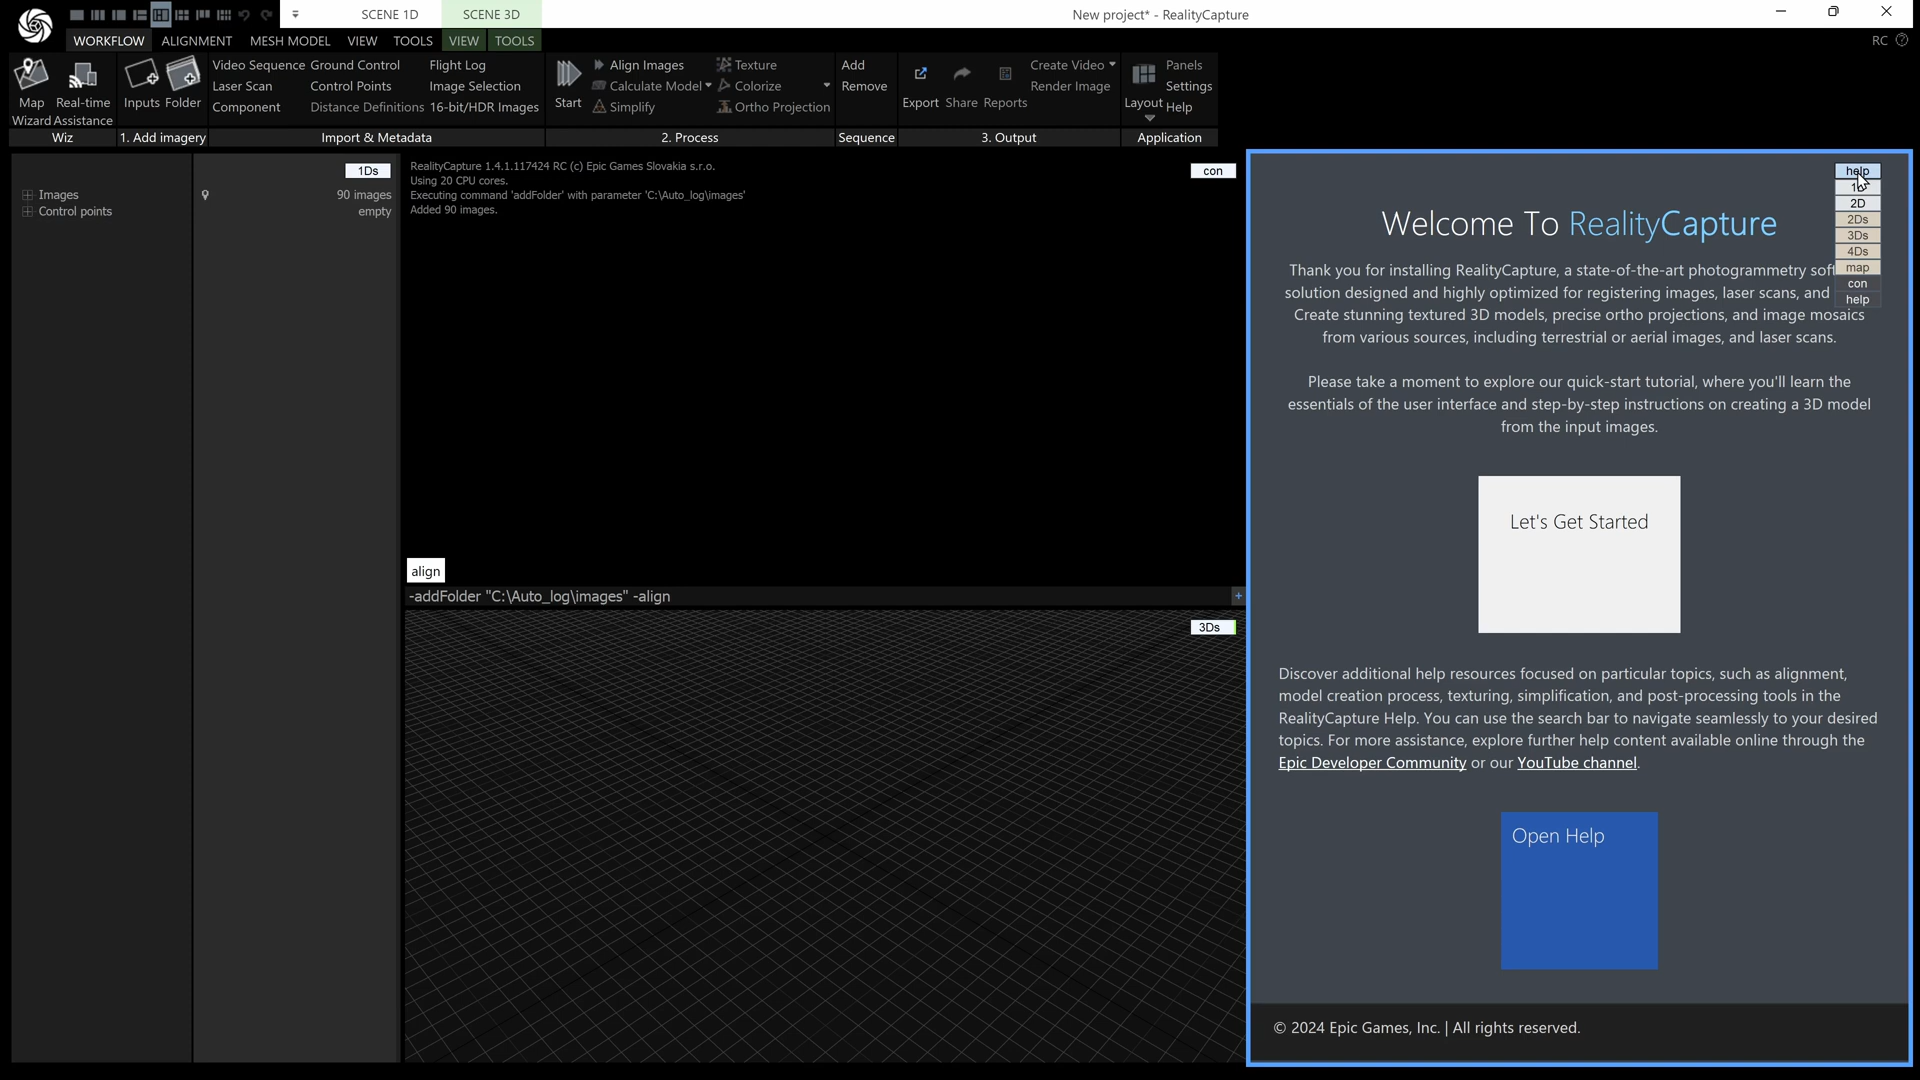 SCENE 1D
SCENE 3D
New project* - RealityCapture
WORKFLOW
ALIGNMENT
MESH MODEL
VIEW
TOOLS
VIEW
TOOLS
RC
Map
Wizard
Real-time
Assistance
Wiz
Inputs
Folder
1. Add imagery
Video Sequence
Laser Scan
Component
Ground Control
Control Points
Distance Definitions
Flight Log
Image Selection
16-bit/HDR Images
Import & Metadata
Start
Align Images
Calculate Model
Simplify
Texture
Colorize
Ortho Projection
2. Process
Add
Remove
Sequence
Export
Share
Reports
Create Video
Render Image
3. Output
Layout
Panels
Settings
Help
Application
1Ds
Images
90 images
Control points
empty
RealityCapture 1.4.1.117424 RC (c) Epic Games Slovakia s.r.o.
Using 20 CPU cores.
Executing command 'addFolder' with parameter 'C:\Auto_log\images'
Added 90 images.
con
align
-addFolder "C:\Auto_log\images" -align
+
3Ds
help
2D
2Ds
3Ds
4Ds
map
con
help
Welcome To RealityCapture
Thank you for installing RealityCapture, a state-of-the-art photogrammetry
solution designed and highly optimized for registering images, laser scans, and
Create stunning textured 3D models, precise ortho projections, and image mosaics
from various sources, including terrestrial or aerial images, and laser scans.
Please take a moment to explore our quick-start tutorial, where you'll learn the
essentials of the user interface and step-by-step instructions on creating a 3D model
from the input images.
Let's Get Started
Discover additional help resources focused on particular topics, such as alignment,
model creation process, texturing, simplification, and post-processing tools in the
RealityCapture Help. You can use the search bar to navigate seamlessly to your desired
topics. For more assistance, explore further help content available online through the
Epic Developer Community or our YouTube channel.
Open Help
© 2024 Epic Games, Inc. | All rights reserved.